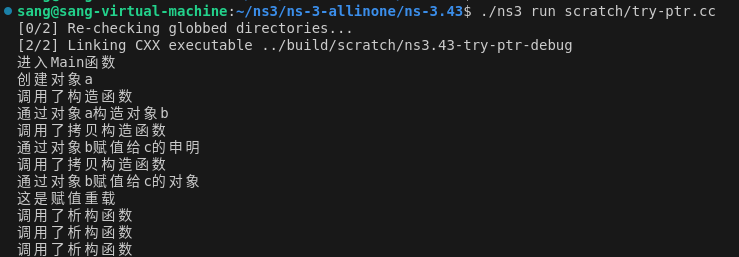 sang@sang-virtual-machine:~/ns3/ns-3-allinone/ns-3.43$ ./ns3 run scratch/try-ptr.cc
[0/2] Re-checking globbed directories...
[2/2] Linking CXX executable ../build/scratch/ns3.43-try-ptr-debug
进入Main函数
创建对象a
调用了构造函数
通过对象a构造对象b
调用了拷贝构造函数
通过对象b赋值给c的申明
调用了拷贝构造函数
通过对象b赋值给c的对象
这是赋值重载
调用了析构函数
调用了析构函数
调用了析构函数